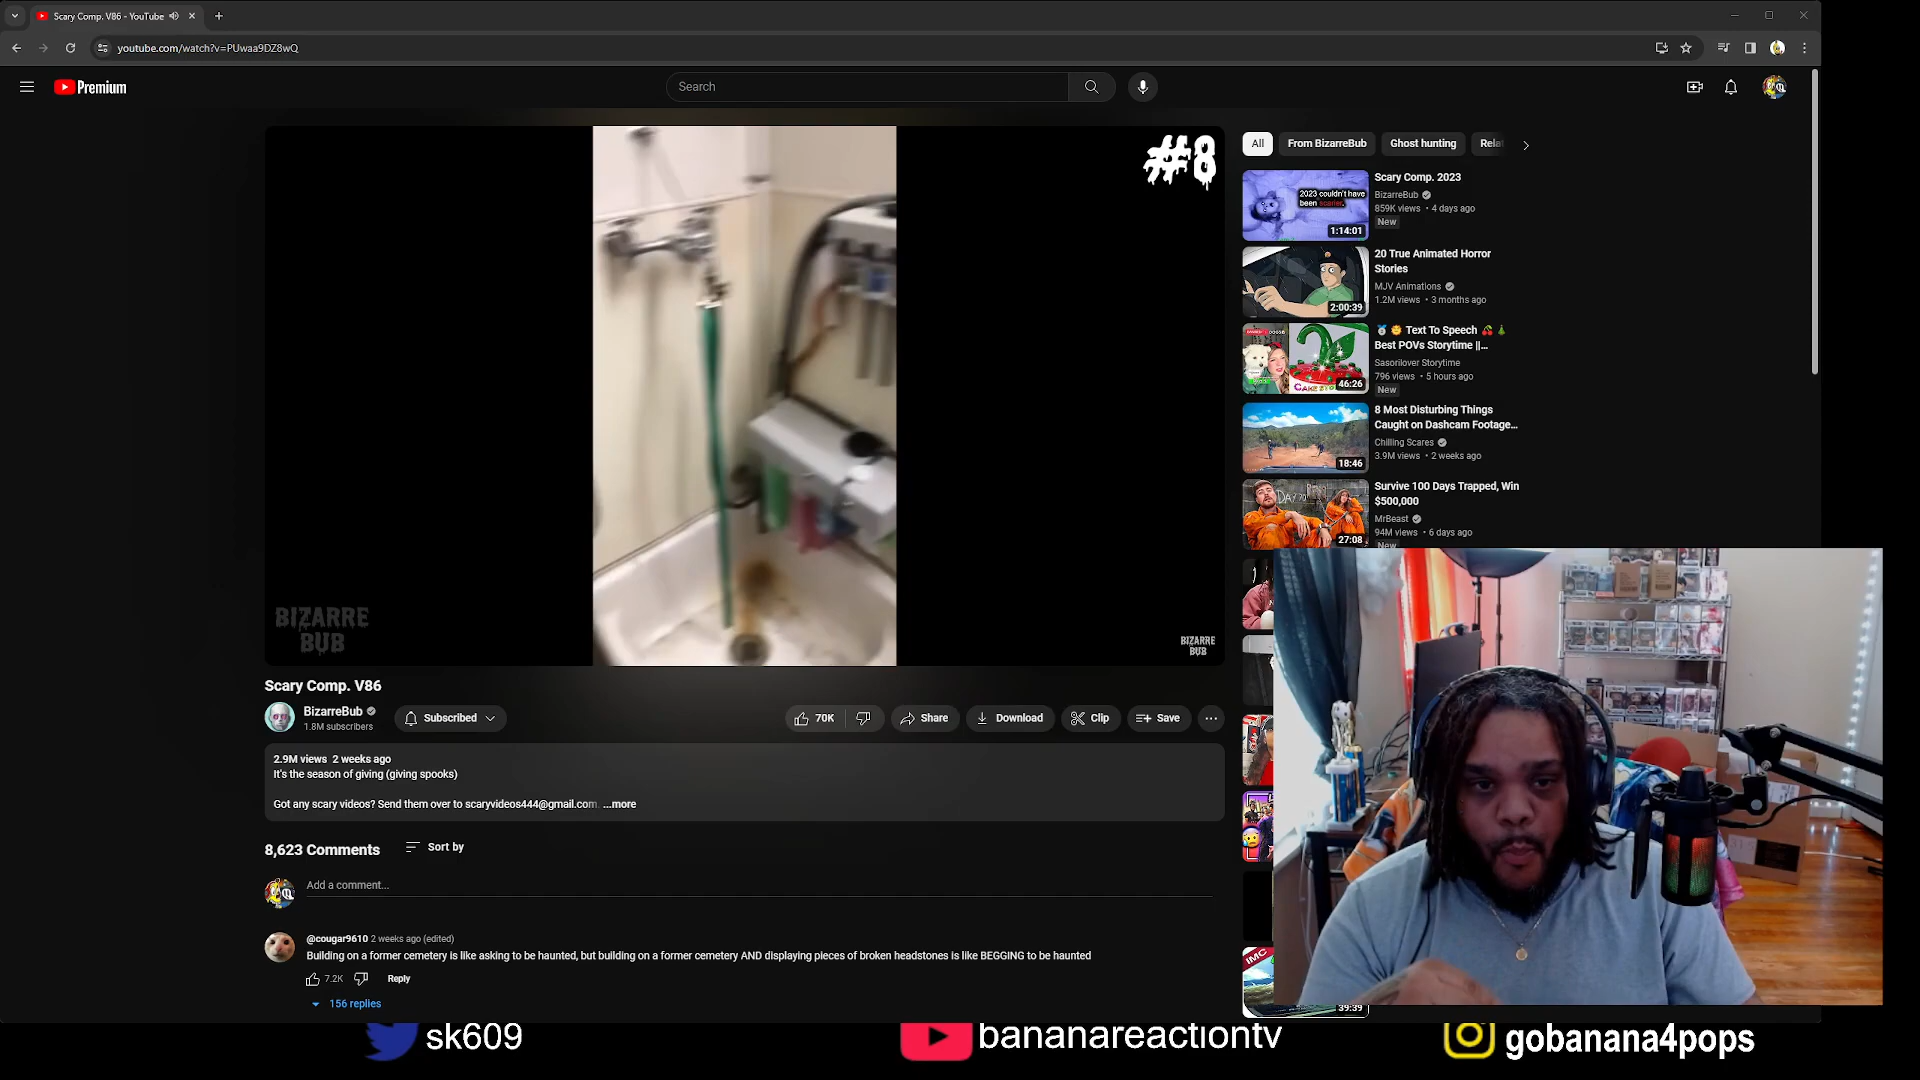 Scary Comp. V86 - YouTube
youtube.com/watch?v=PUwaa9DZ8wQ
Premium
Search
#8
BIZARRE
BUB
BIZARRE
BUB
All
From BizarreBub
Ghost hunting
Relat
Scary Comp. 2023
BizarreBub
859K views • 4 days ago
New
2023 couldn't have
been scarier.
1:14:01
20 True Animated Horror
Stories
MJV Animations
1.2M views • 3 months ago
2:00:39
Text To Speech
Best POVs Storytime ||...
Sasorilover Storytime
796 views • 5 hours ago
New
46:26
8 Most Disturbing Things
Caught on Dashcam Footage...
Chilling Scares
3.9M views • 2 weeks ago
18:46
Survive 100 Days Trapped, Win
$500,000
MrBeast
94M views • 6 days ago
New
27:08
Scary Comp. V86
BizarreBub
1.8M subscribers
Subscribed
70K
Share
Download
Clip
Save
2.9M views 2 weeks ago
It's the season of giving (giving spooks)
Got any scary videos? Send them over to scaryvideos444@gmail.com ...more
8,623 Comments
Sort by
Add a comment...
@cougar9610 2 weeks ago (edited)
Building on a former cemetery is like asking to be haunted, but building on a former cemetery AND displaying pieces of broken headstones is like BEGGING to be haunted
7.2K
Reply
156 replies
IMC
39:39
sk609
bananareactiontv
gobanana4pops